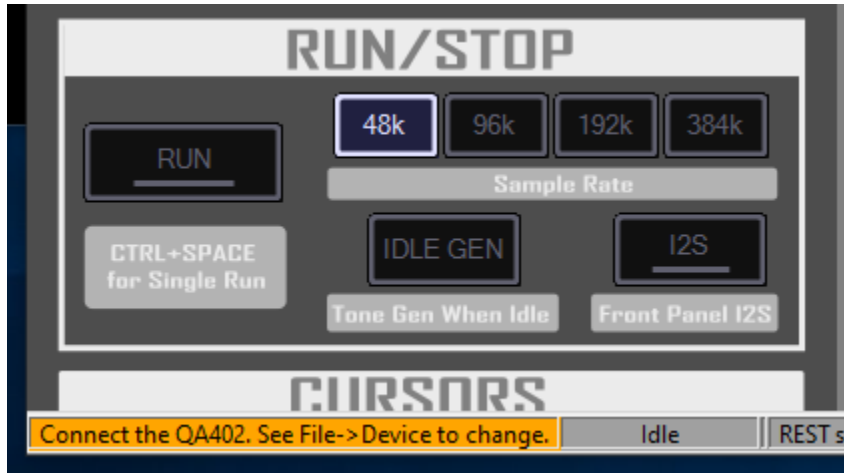 RUN/STOP
48k 96k 192k 384k
RUN
Sample Rate
CTRL+SPACE
for Single Run
IDLE GEN I2S
Tone Gen When Idle Front Panel I2S
CURSORS
Connect the QA402. See File->Device to change. Idle REST s